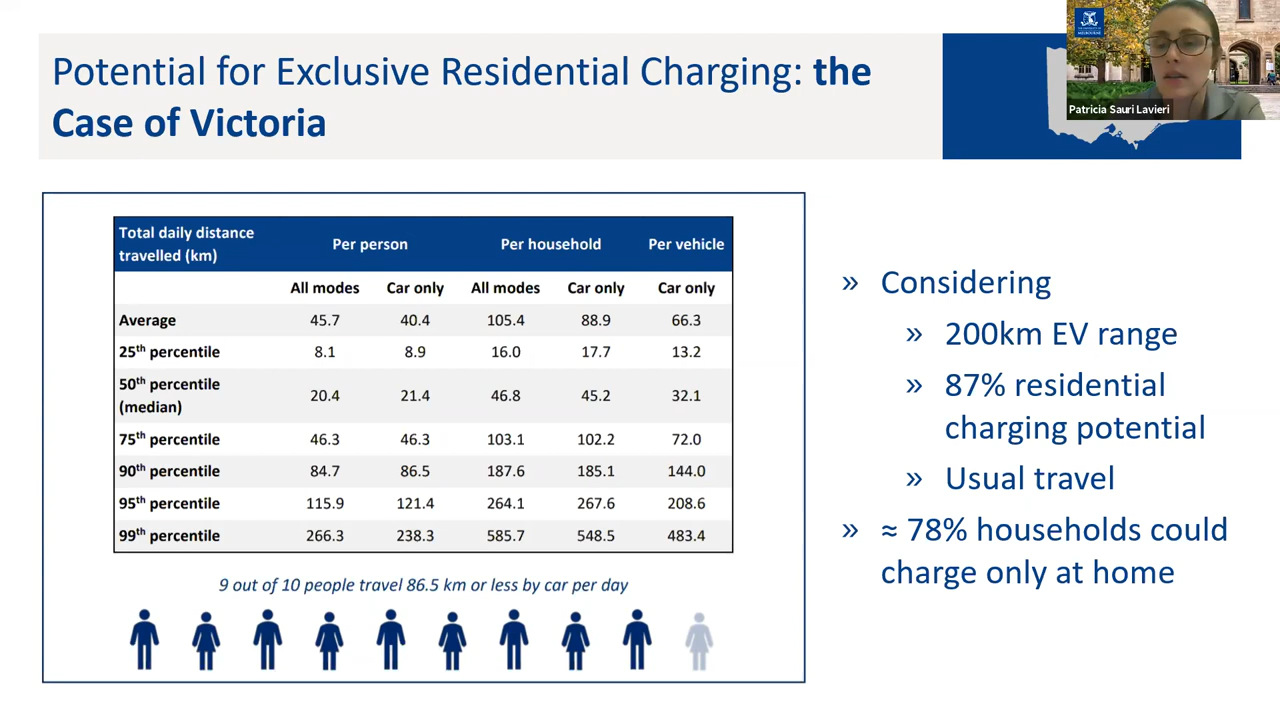 Potential for Exclusive Residential Charging: the
Case of Victoria
MELBOURNE
Patricia Sauri Lavieri
Total daily distance
travelled (km)
Per person
Per household
Per vehicle
All modes Car only All modes Car only Car only
Average 45.7 40.4 105.4 88.9 66.3
25th percentile 8.1 8.9 16.0 17.7 13.2
50th percentile
(median) 20.4 21.4 46.8 45.2 32.1
75th percentile 46.3 46.3 103.1 102.2 72.0
90th percentile 84.7 86.5 187.6 185.1 144.0
95th percentile 115.9 121.4 264.1 267.6 208.6
99th percentile 266.3 238.3 585.7 548.5 483.4
9 out of 10 people travel 86.5 km or less by car per day
» Considering
» 200km EV range
» 87% residential
charging potential
» Usual travel
» ≈ 78% households could
charge only at home